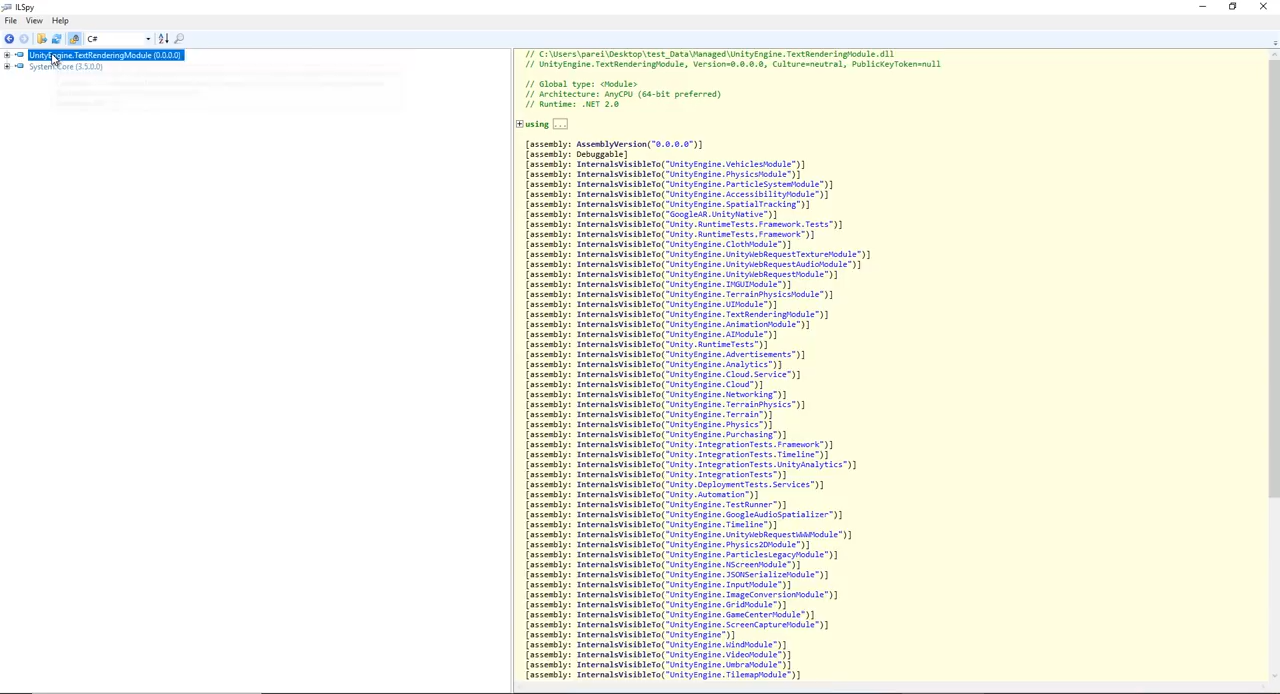 ILSpy
File View Help
C#
UnityEngine.TextRenderingModule (0.0.0.0)
System.Core (3.5.0.0)
// C:\Users\parei\Desktop\test_Data\Managed\UnityEngine.TextRenderingModule.dll
// UnityEngine.TextRenderingModule, Version=0.0.0.0, Culture=neutral, PublicKeyToken=null
// Global type: <Module>
// Architecture: AnyCPU (64-bit preferred)
// Runtime: .NET 2.0
using ...
[assembly: AssemblyVersion("0.0.0.0")]
[assembly: Debuggable]
[assembly: InternalsVisibleTo("UnityEngine.VehiclesModule")]
[assembly: InternalsVisibleTo("UnityEngine.PhysicsModule")]
[assembly: InternalsVisibleTo("UnityEngine.ParticleSystemModule")]
[assembly: InternalsVisibleTo("UnityEngine.AccessibilityModule")]
[assembly: InternalsVisibleTo("UnityEngine.SpatialTracking")]
[assembly: InternalsVisibleTo("GoogleAR.UnityNative")]
[assembly: InternalsVisibleTo("Unity.RuntimeTests.Framework.Tests")]
[assembly: InternalsVisibleTo("Unity.RuntimeTests.Framework")]
[assembly: InternalsVisibleTo("UnityEngine.ClothModule")]
[assembly: InternalsVisibleTo("UnityEngine.UnityWebRequestTextureModule")]
[assembly: InternalsVisibleTo("UnityEngine.UnityWebRequestAudioModule")]
[assembly: InternalsVisibleTo("UnityEngine.UnityWebRequestModule")]
[assembly: InternalsVisibleTo("UnityEngine.IMGUIModule")]
[assembly: InternalsVisibleTo("UnityEngine.TerrainPhysicsModule")]
[assembly: InternalsVisibleTo("UnityEngine.UIModule")]
[assembly: InternalsVisibleTo("UnityEngine.TextRenderingModule")]
[assembly: InternalsVisibleTo("UnityEngine.AnimationModule")]
[assembly: InternalsVisibleTo("UnityEngine.AIModule")]
[assembly: InternalsVisibleTo("Unity.RuntimeTests")]
[assembly: InternalsVisibleTo("UnityEngine.Advertisements")]
[assembly: InternalsVisibleTo("UnityEngine.Analytics")]
[assembly: InternalsVisibleTo("UnityEngine.Cloud.Service")]
[assembly: InternalsVisibleTo("UnityEngine.Cloud")]
[assembly: InternalsVisibleTo("UnityEngine.Networking")]
[assembly: InternalsVisibleTo("UnityEngine.TerrainPhysics")]
[assembly: InternalsVisibleTo("UnityEngine.Terrain")]
[assembly: InternalsVisibleTo("UnityEngine.Physics")]
[assembly: InternalsVisibleTo("UnityEngine.Purchasing")]
[assembly: InternalsVisibleTo("Unity.IntegrationTests.Framework")]
[assembly: InternalsVisibleTo("Unity.IntegrationTests.Timeline")]
[assembly: InternalsVisibleTo("Unity.IntegrationTests.UnityAnalytics")]
[assembly: InternalsVisibleTo("Unity.IntegrationTests")]
[assembly: InternalsVisibleTo("Unity.DeploymentTests.Services")]
[assembly: InternalsVisibleTo("Unity.Automation")]
[assembly: InternalsVisibleTo("UnityEngine.TestRunner")]
[assembly: InternalsVisibleTo("UnityEngine.GoogleAudioSpatializer")]
[assembly: InternalsVisibleTo("UnityEngine.Timeline")]
[assembly: InternalsVisibleTo("UnityEngine.UnityWebRequestWWWModule")]
[assembly: InternalsVisibleTo("UnityEngine.Physics2DModule")]
[assembly: InternalsVisibleTo("UnityEngine.ParticlesLegacyModule")]
[assembly: InternalsVisibleTo("UnityEngine.NScreenModule")]
[assembly: InternalsVisibleTo("UnityEngine.JSONSerializeModule")]
[assembly: InternalsVisibleTo("UnityEngine.InputModule")]
[assembly: InternalsVisibleTo("UnityEngine.ImageConversionModule")]
[assembly: InternalsVisibleTo("UnityEngine.GridModule")]
[assembly: InternalsVisibleTo("UnityEngine.GameCenterModule")]
[assembly: InternalsVisibleTo("UnityEngine.ScreenCaptureModule")]
[assembly: InternalsVisibleTo("UnityEngine")]
[assembly: InternalsVisibleTo("UnityEngine.WindModule")]
[assembly: InternalsVisibleTo("UnityEngine.VideoModule")]
[assembly: InternalsVisibleTo("UnityEngine.UmbraModule")]
[assembly: InternalsVisibleTo("UnityEngine.TilemapModule")]